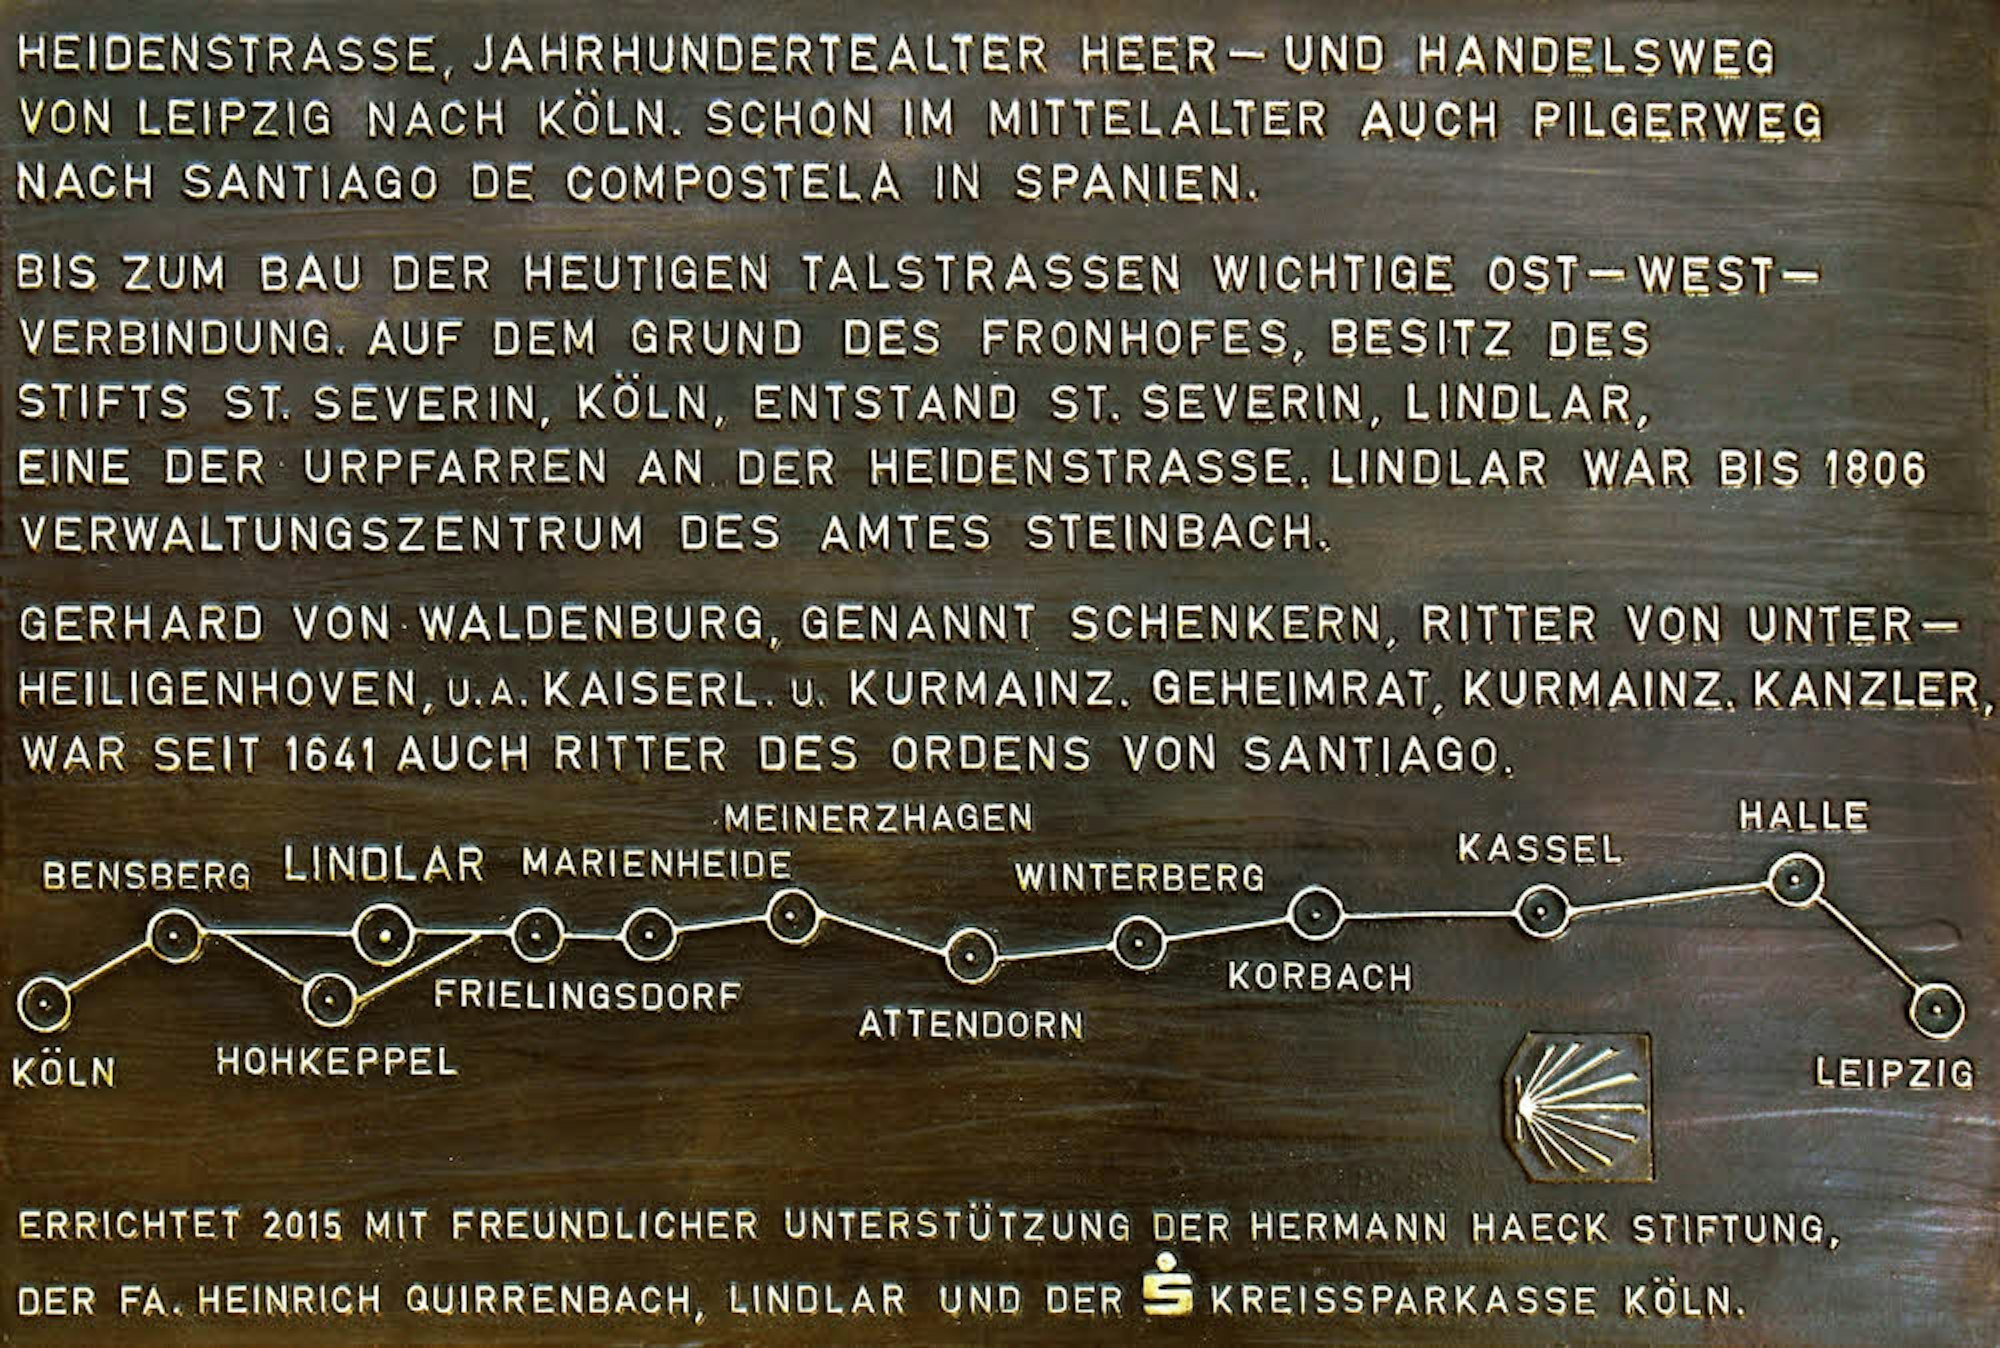 HEIDENSTRASSE, JAHRHUNDERTEALTER HEER– UND HANDELSWEG
VON LEIPZIG NACH KÖLN. SCHON IM MITTELALTER AUCH PILGERWEG
NACH SANTIAGO DE COMPOSTELA IN SPANIEN.
BIS ZUM BAU DER HEUTIGEN TALSTRASSEN WICHTIGE OST–WEST–
VERBINDUNG. AUF DEM GRUND DES FRONHOFES, BESITZ DES
STIFTS ST. SEVERIN, KÖLN, ENTSTAND ST. SEVERIN, LINDLAR,
EINE DER URPFARREN AN DER HEIDENSTRASSE. LINDLAR WAR BIS 1806
VERWALTUNGSZENTRUM DES AMTES STEINBACH.
GERHARD VON WALDENBURG, GENANNT SCHENKERN, RITTER VON UNTER–
HEILIGENHOVEN, U.A. KAISERL. U. KURMAINZ. GEHEIMRAT, KURMAINZ. KANZLER,
WAR SEIT 1641 AUCH RITTER DES ORDENS VON SANTIAGO.
MEINERZHAGEN
HALLE
BENSBERG LINDLAR MARIENHEIDE WINTERBERG KASSEL
FRIELINGSDORF KORBACH
ATTENDORN
KÖLN HOHKEPPEL LEIPZIG
ERRICHTET 2015 MIT FREUNDLICHER UNTERSTÜTZUNG DER HERMANN HAECK STIFTUNG,
DER FA. HEINRICH QUIRRENBACH, LINDLAR UND DER S KREISSPARKASSE KÖLN.